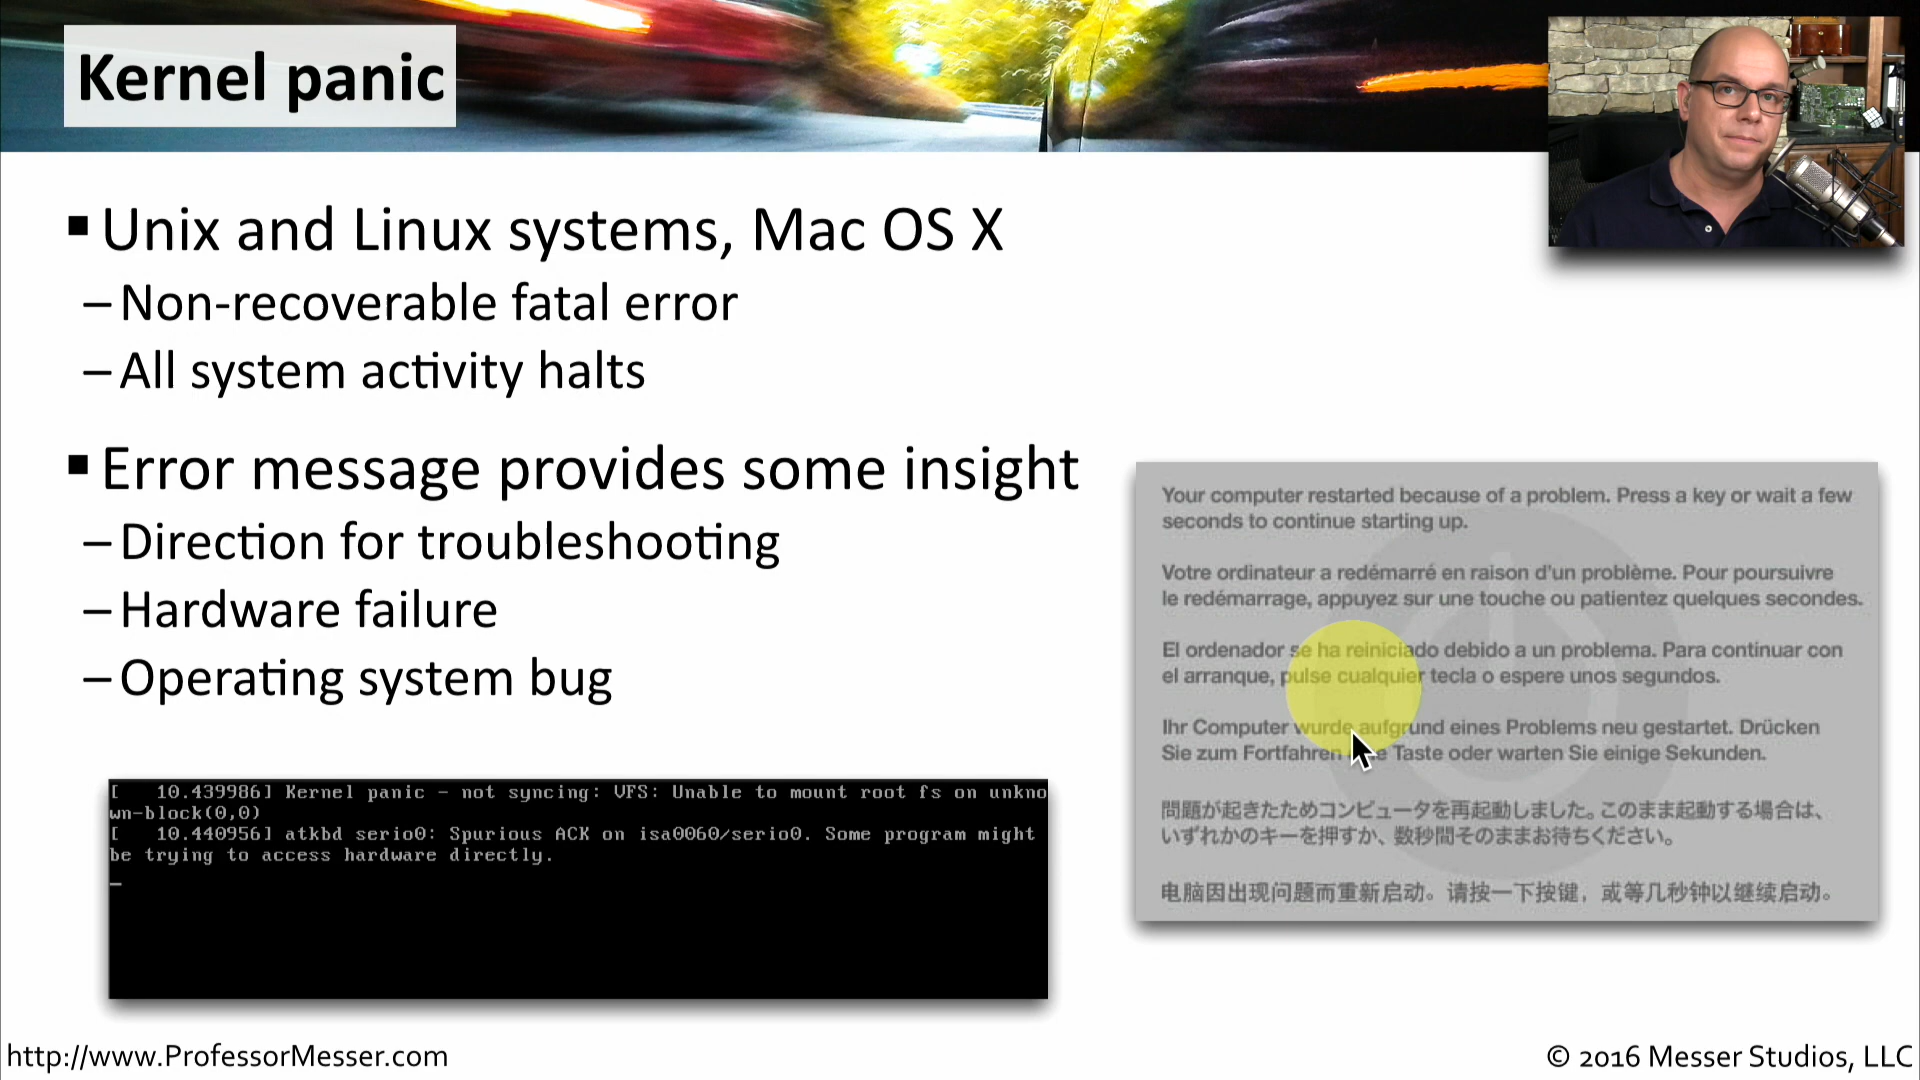 Kernel panic
▪ Unix and Linux systems, Mac OS X
– Non-recoverable fatal error
– All system activity halts
▪ Error message provides some insight
– Direction for troubleshooting
– Hardware failure
– Operating system bug
[   10.439986] Kernel panic - not syncing: VFS: Unable to mount root fs on unkno
wn-block(0,0)
[   10.440956] atkbd serio0: Spurious ACK on isa0060/serio0. Some program might
be trying to access hardware directly.
_
Your computer restarted because of a problem. Press a key or wait a few
seconds to continue starting up.
Votre ordinateur a redémarré en raison d'un problème. Pour poursuivre
le redémarrage, appuyez sur une touche ou patientez quelques secondes.
El ordenador se ha reiniciado debido a un problema. Para continuar con
el arranque, pulse cualquier tecla o espere unos segundos.
Ihr Computer wurde aufgrund eines Problems neu gestartet. Drücken
Sie zum Fortfahren Taste oder warten Sie einige Sekunden.
問題が起きたためコンピュータを再起動しました。このまま起動する場合は、
いずれかのキーを押すか、数秒間そのままお待ちください。
电脑因出现问题而重新启动。请按一下按键，或等几秒钟以继续启动。
http://www.ProfessorMesser.com
© 2016 Messer Studios, LLC